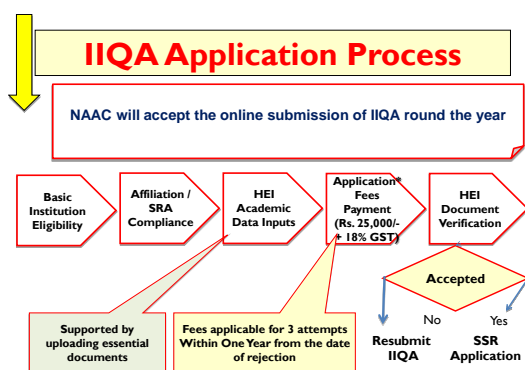 IIQA Application Process
NAAC will accept the online submission of IIQA round the year
Basic
Institution
Eligibility
Affiliation /
SRA
Compliance
HEI
Academic
Data Inputs
Application*
Fees
Payment
(Rs. 25,000/-
+ 18% GST)
HEI
Document
Verification
Accepted
Supported by
uploading essential
documents
Fees applicable for 3 attempts
Within One Year from the date
of rejection
No
Yes
Resubmit
IIQA
SSR
Application